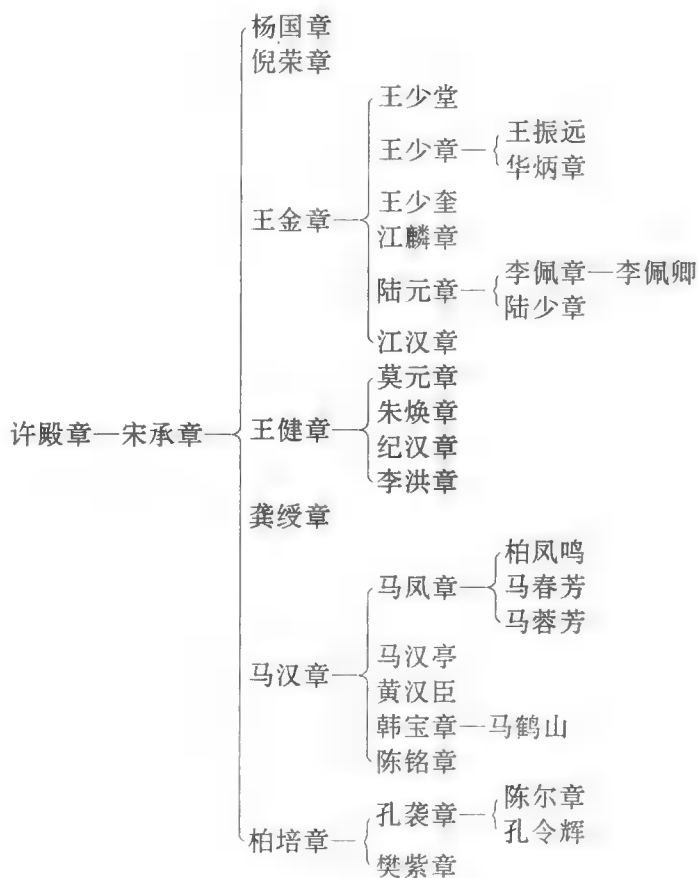 杨国章
倪荣章
王少堂
王振远
王少章
华炳章
王少奎
王金章
江麟章
李佩章—李佩卿
陆元章
陆少章
江汉章
莫元章
朱焕章
许殿章—宋承章
王健章
纪汉章
李洪章
龚绶章
柏凤鸣
马凤章
马春芳
马蓉芳
马汉亭
马汉章
黄汉臣
韩宝章—马鹤山
陈铭章
陈尔章
孔袭章
孔令辉
柏培章
樊紫章